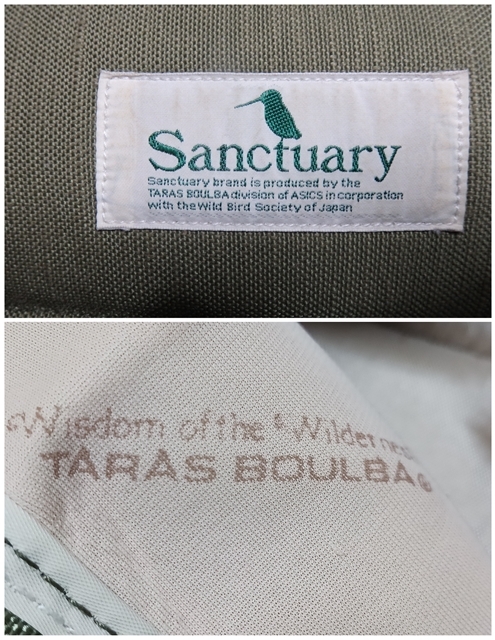 Sanctuary
Sanctuary brand is produced by the
TARAS BOULBA division of ASICS in corporation
with the Wild Bird Society of Japan
Wisdom of the Wilderness
TARAS BOULBA®